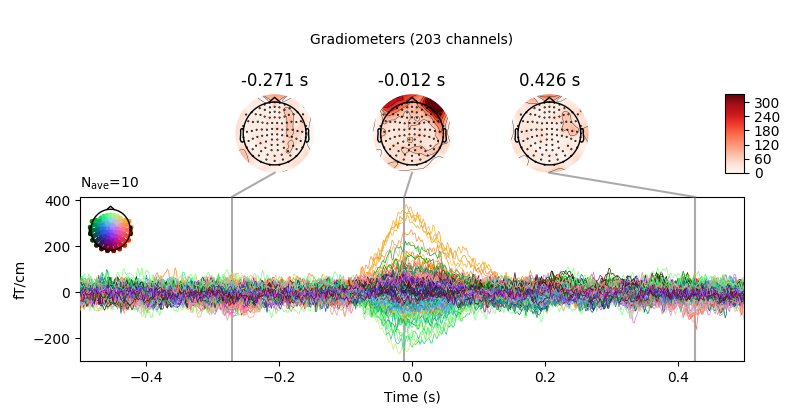 Gradiometers (203 channels)
-0.271 s
-0.012 s
0.426 s
300
240
180
120
60
0
Nave=10
400
200
0
−200
fT/cm
−0.4
−0.2
0.0
0.2
0.4
Time (s)